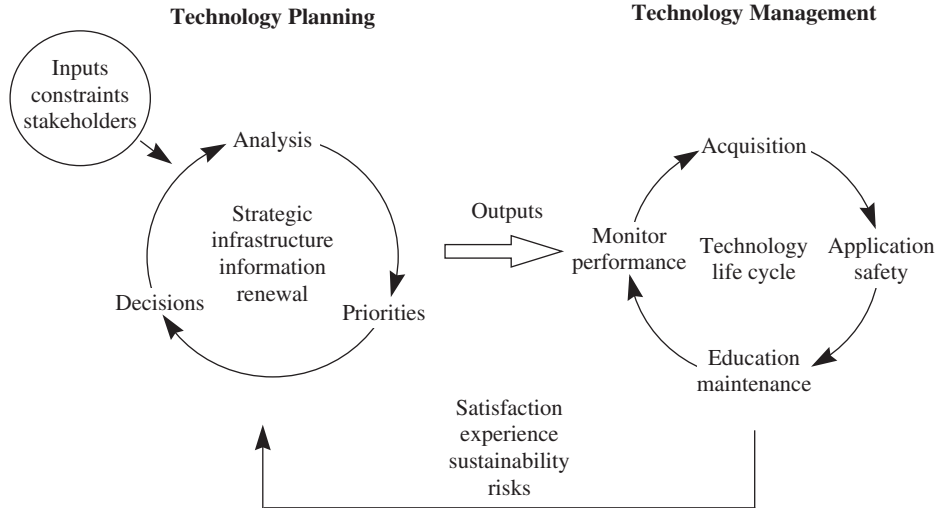 Technology Planning
Technology Management
Inputs
constraints
stakeholders
Analysis
Strategic
infrastructure
information
renewal
Decisions
Priorities
Outputs
Acquisition
Monitor
performance
Technology
life cycle
Application
safety
Education
maintenance
Satisfaction
experience
sustainability
risks